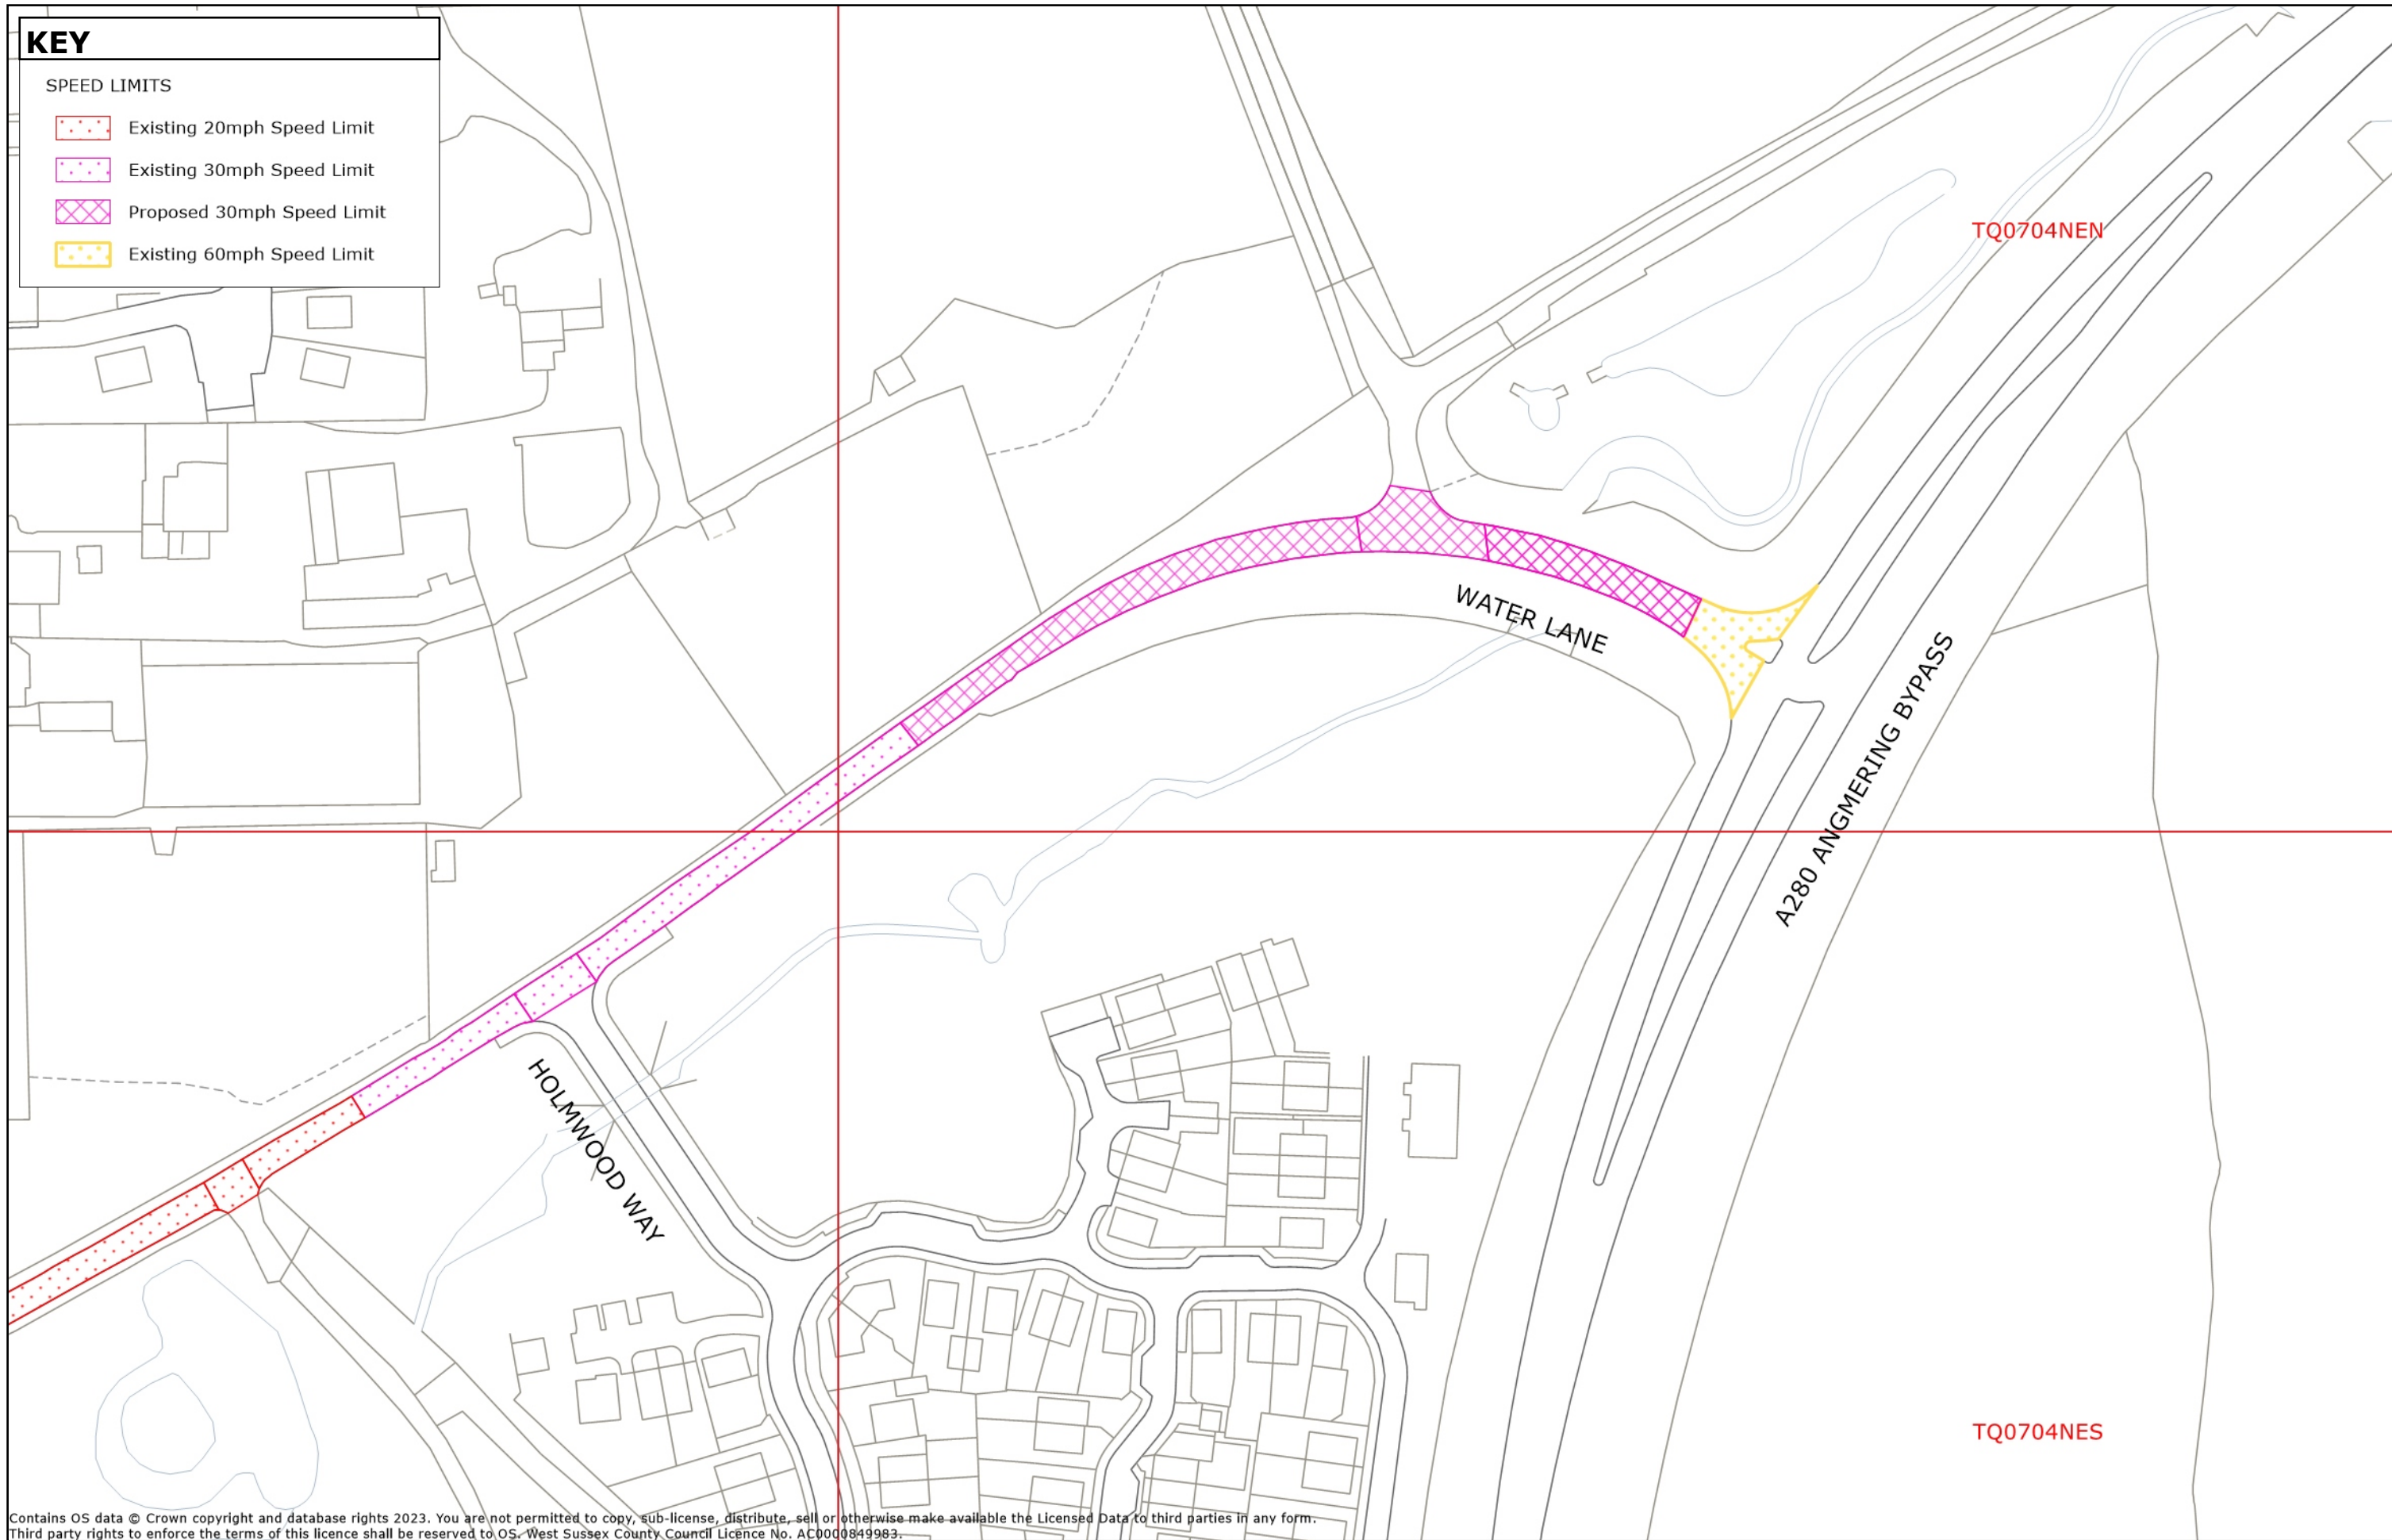 KEY
SPEED LIMITS
Existing 20mph Speed Limit
Existing 30mph Speed Limit
Proposed 30mph Speed Limit
Existing 60mph Speed Limit
TQ0704NEN
WATER LANE
A280 ANGMERING BYPASS
HOLMWOOD WAY
TQ0704NES
Contains OS data © Crown copyright and database rights 2023. You are not permitted to copy, sub-license, distribute, sell or otherwise make available the Licensed Data to third parties in any form.
Third party rights to enforce the terms of this licence shall be reserved to OS. West Sussex County Council Licence No. AC0000849983.